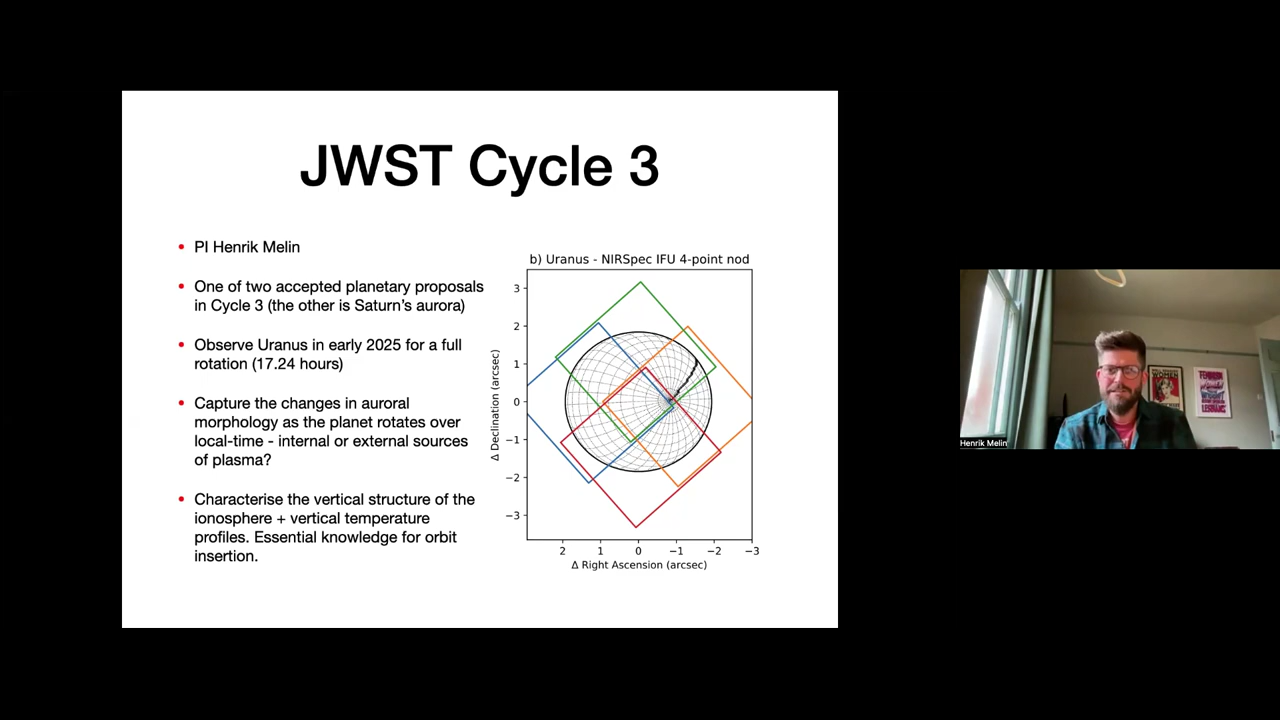 JWST Cycle 3
• PI Henrik Melin
• One of two accepted planetary proposals
in Cycle 3 (the other is Saturn's aurora)
• Observe Uranus in early 2025 for a full
rotation (17.24 hours)
• Capture the changes in auroral
morphology as the planet rotates over
local-time - internal or external sources
of plasma?
• Characterise the vertical structure of the
ionosphere + vertical temperature
profiles. Essential knowledge for orbit
insertion.
b) Uranus - NIRSpec IFU 4-point nod
Δ Declination (arcsec)
3
2
1
0
−1
−2
−3
2 1 0 −1 −2 −3
Δ Right Ascension (arcsec)
WOMEN
Henrik Melin